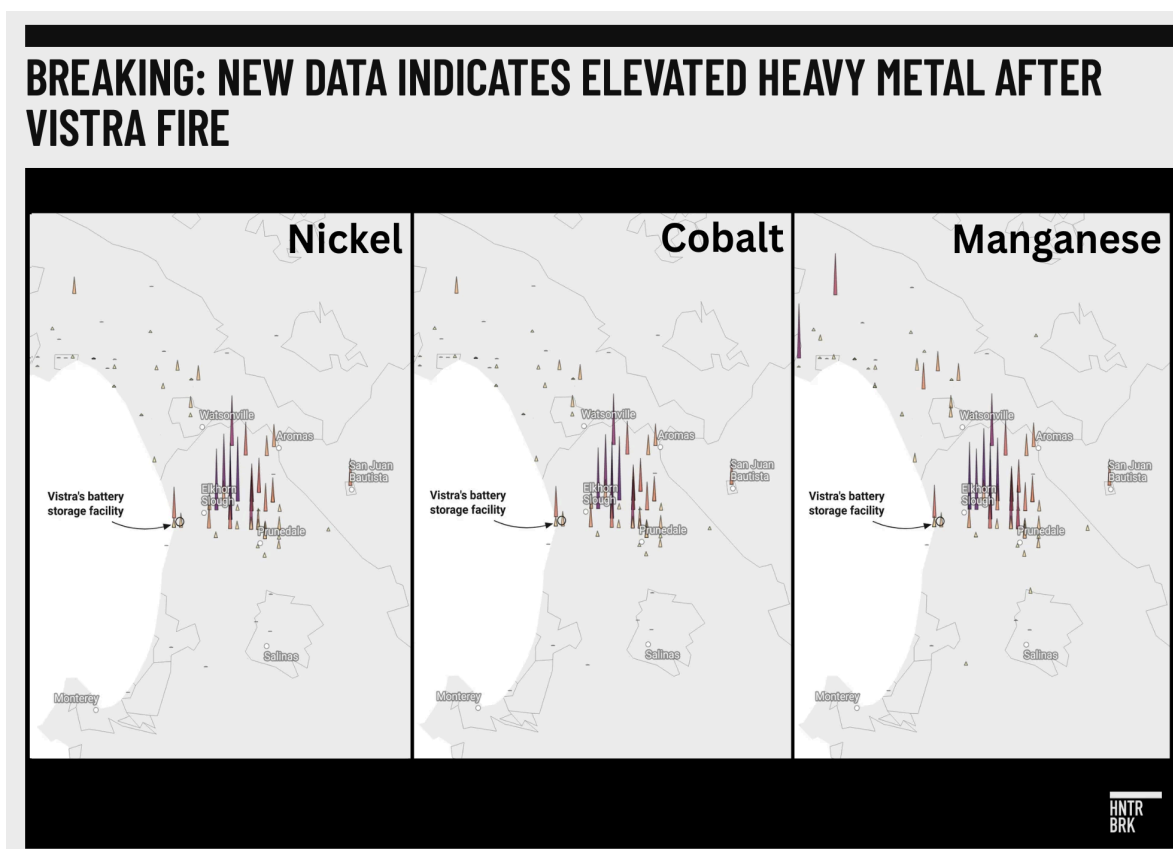 BREAKING: NEW DATA INDICATES ELEVATED HEAVY METAL AFTER
VISTRA FIRE
Nickel
Watsonville
Aromas
San Juan
Bautista
Elkhorn
Slough
Vistra's battery
storage facility
Prunedale
Salinas
Monterey
Cobalt
Watsonville
Aromas
San Juan
Bautista
Elkhorn
Slough
Vistra's battery
storage facility
Prunedale
Salinas
Monterey
Manganese
Watsonville
Aromas
San Juan
Bautista
Elkhorn
Slough
Vistra's battery
storage facility
Prunedale
Salinas
Monterey
HNTR
BRK